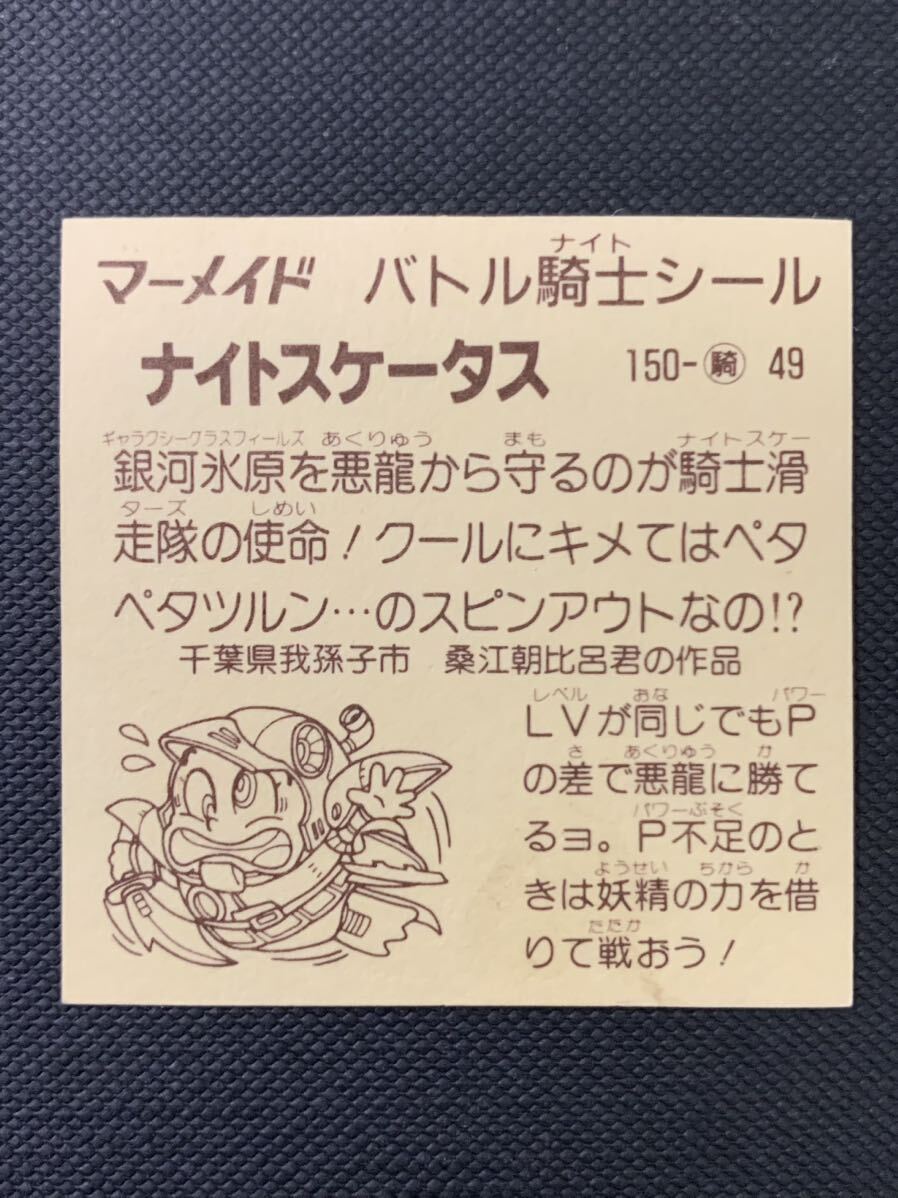 ナイト
マーメイド バトル騎士シール
ナイトスケータス 150-㊙ 49
ギャラクシーグラスフィールズ あくりゅう まも ナイトスケー
銀河氷原を悪龍から守るのが騎士滑
ターズ しめい
走隊の使命!クールにキメてはペタ
ペタツルン…のスピンアウトなの!?
千葉県我孫子市 桑江朝比呂君の作品
レベル おな パワー
LVが同じでもP
さ あくりゅう か
の差で悪龍に勝て
パワーぶそく
るヨ。P不足のと
ようせい ちから か
きは妖精の力を借
たたか
りて戦おう!